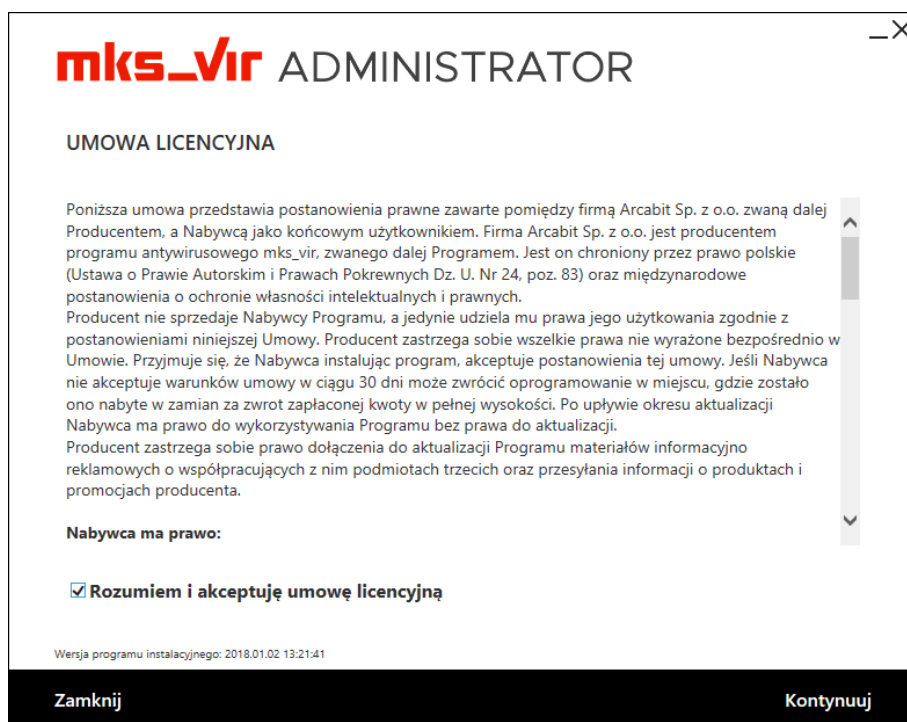 mks_vir ADMINISTRATOR
UMOWA LICENCYJNA
Poniższa umowa przedstawia postanowienia prawne zawarte pomiędzy firmą Arcabit Sp. z o.o. zwaną dalej
Producentem, a Nabywcą jako końcowym użytkownikiem. Firma Arcabit Sp. z o.o. jest producentem
programu antywirusowego mks_vir, zwanego dalej Programem. Jest on chroniony przez prawo polskie
(Ustawa o Prawie Autorskim i Prawach Pokrewnych Dz. U. Nr 24, poz. 83) oraz międzynarodowe
postanowienia o ochronie własności intelektualnych i prawnych.
Producent nie sprzedaje Nabywcy Programu, a jedynie udziela mu prawa jego użytkowania zgodnie z
postanowieniami niniejszej Umowy. Producent zastrzega sobie wszelkie prawa nie wyrażone bezpośrednio w
Umowie. Przyjmuje się, że Nabywca instalując program, akceptuje postanowienia tej umowy. Jeśli Nabywca
nie akceptuje warunków umowy w ciągu 30 dni może zwrócić oprogramowanie w miejscu, gdzie zostało
ono nabyte w zamian za zwrot zapłaconej kwoty w pełnej wysokości. Po upływie okresu aktualizacji
Nabywca ma prawo do wykorzystywania Programu bez prawa do aktualizacji.
Producent zastrzega sobie prawo dołączenia do aktualizacji Programu materiałów informacyjno
reklamowych o współpracujących z nim podmiotach trzecich oraz przesyłania informacji o produktach i
promocjach producenta.
Nabywca ma prawo:
Rozumiem i akceptuję umowę licencyjną
Wersja programu instalacyjnego: 2018.01.02 13:21:41
Zamknij
Kontynuuj